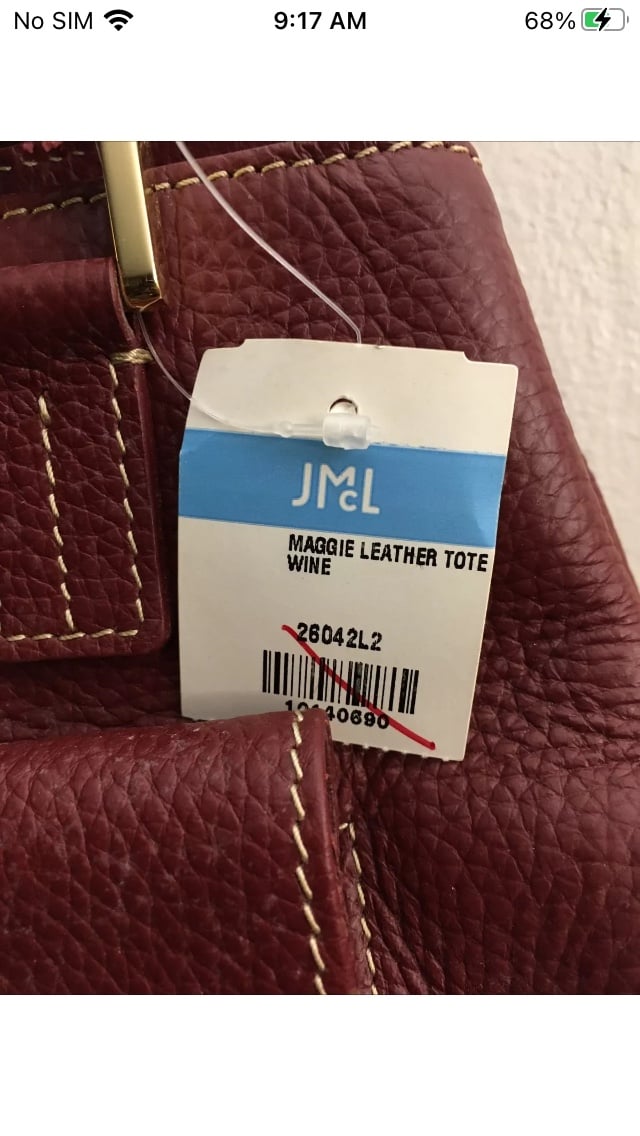 No SIM 9:17 AM 68%
JMcL
MAGGIE LEATHER TOTE
WINE
26042L2